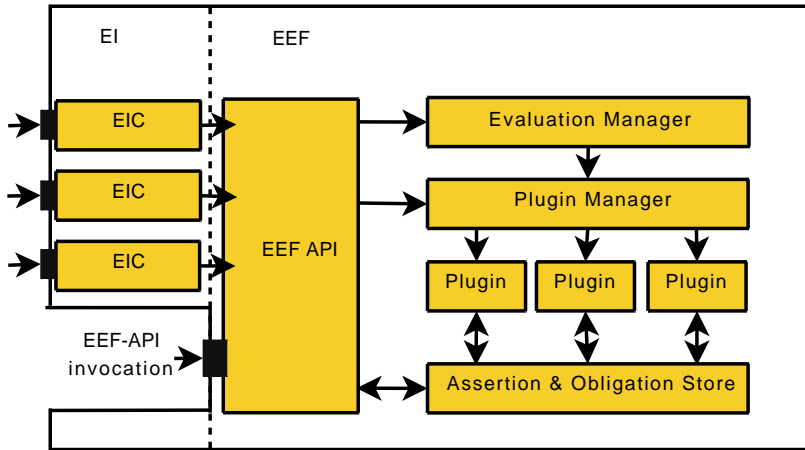 EI
EEF
EIC
EIC
EIC
EEF API
EEF-API
invocation
Evaluation Manager
Plugin Manager
Plugin
Plugin
Plugin
Assertion & Obligation Store